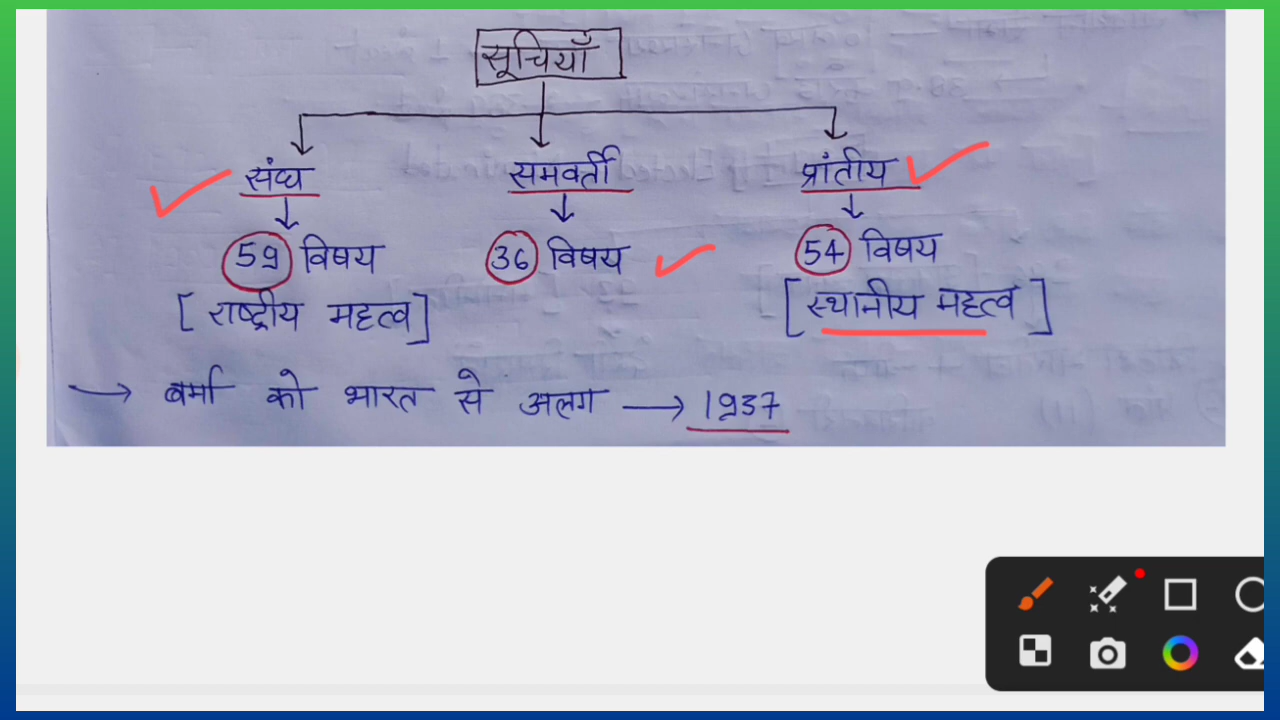 सूचियाँ
संघ समवर्ती प्रांतीय
59 विषय 36 विषय 54 विषय
[राष्ट्रीय महत्व] [स्थानीय महत्व]
→ बर्मा को भारत से अलग → 1937